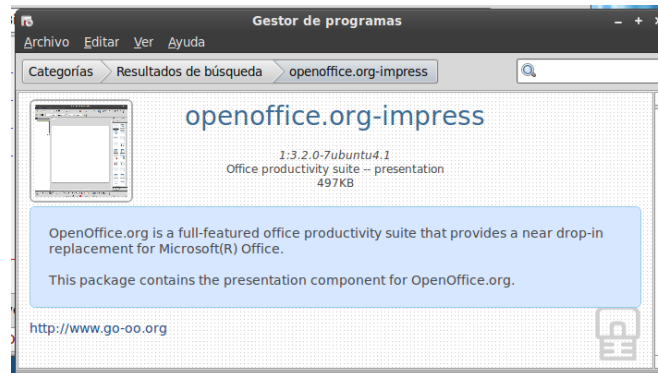 Gestor de programas
Archivo Editar Ver Ayuda
Categorías Resultados de búsqueda openoffice.org-impress
openoffice.org-impress
1:3.2.0-7ubuntu4.1
Office productivity suite -- presentation
497KB
OpenOffice.org is a full-featured office productivity suite that provides a near drop-in
replacement for Microsoft(R) Office.
This package contains the presentation component for OpenOffice.org.
http://www.go-oo.org